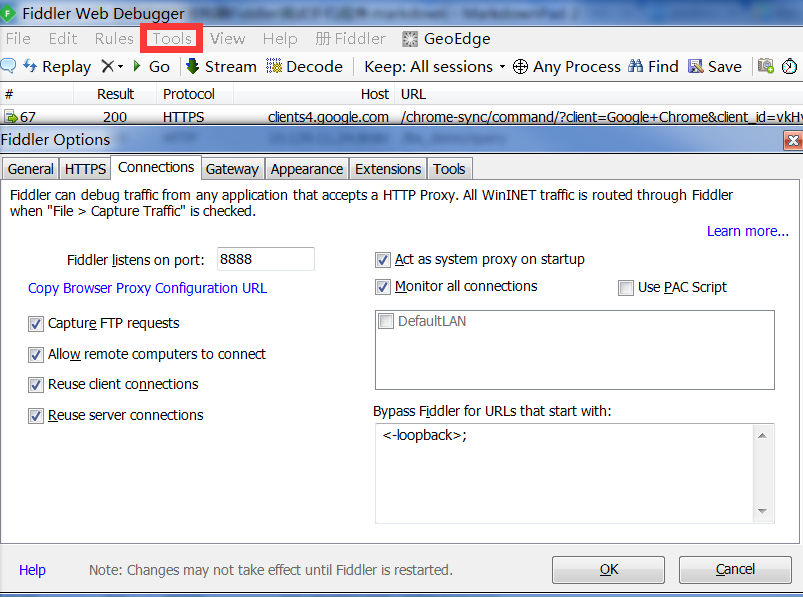 Fiddler Web Debugger
File Edit Rules Tools View Help 册 Fiddler GeoEdge
Replay Go Stream Decode Keep: All sessions Any Process Find Save
# Result Protocol Host URL
67 200 HTTPS clients4.google.com /chrome-sync/command/?client=Google+Chrome&client_id=vkH
Fiddler Options
General HTTPS Connections Gateway Appearance Extensions Tools
Fiddler can debug traffic from any application that accepts a HTTP Proxy. All WinINET traffic is routed through Fiddler
when "File > Capture Traffic" is checked.
Learn more...
Fiddler listens on port: 8888
Act as system proxy on startup
Copy Browser Proxy Configuration URL
Monitor all connections
Use PAC Script
Capture FTP requests
DefaultLAN
Allow remote computers to connect
Reuse client connections
Reuse server connections
Bypass Fiddler for URLs that start with:
<-loopback>;
Help
Note: Changes may not take effect until Fiddler is restarted.
OK
Cancel